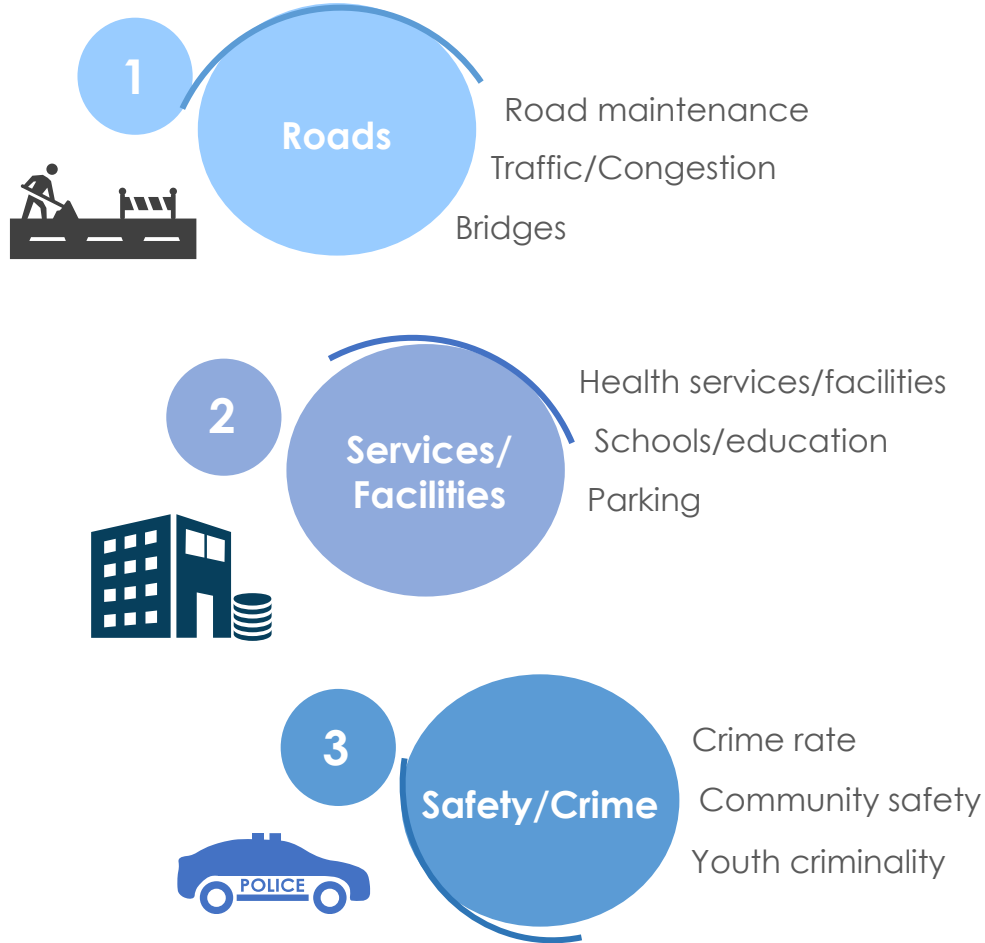 1
Roads
Road maintenance
Traffic/Congestion
Bridges
2
Services/
Facilities
Health services/facilities
Schools/education
Parking
3
Safety/Crime
Crime rate
Community safety
Youth criminality
POLICE